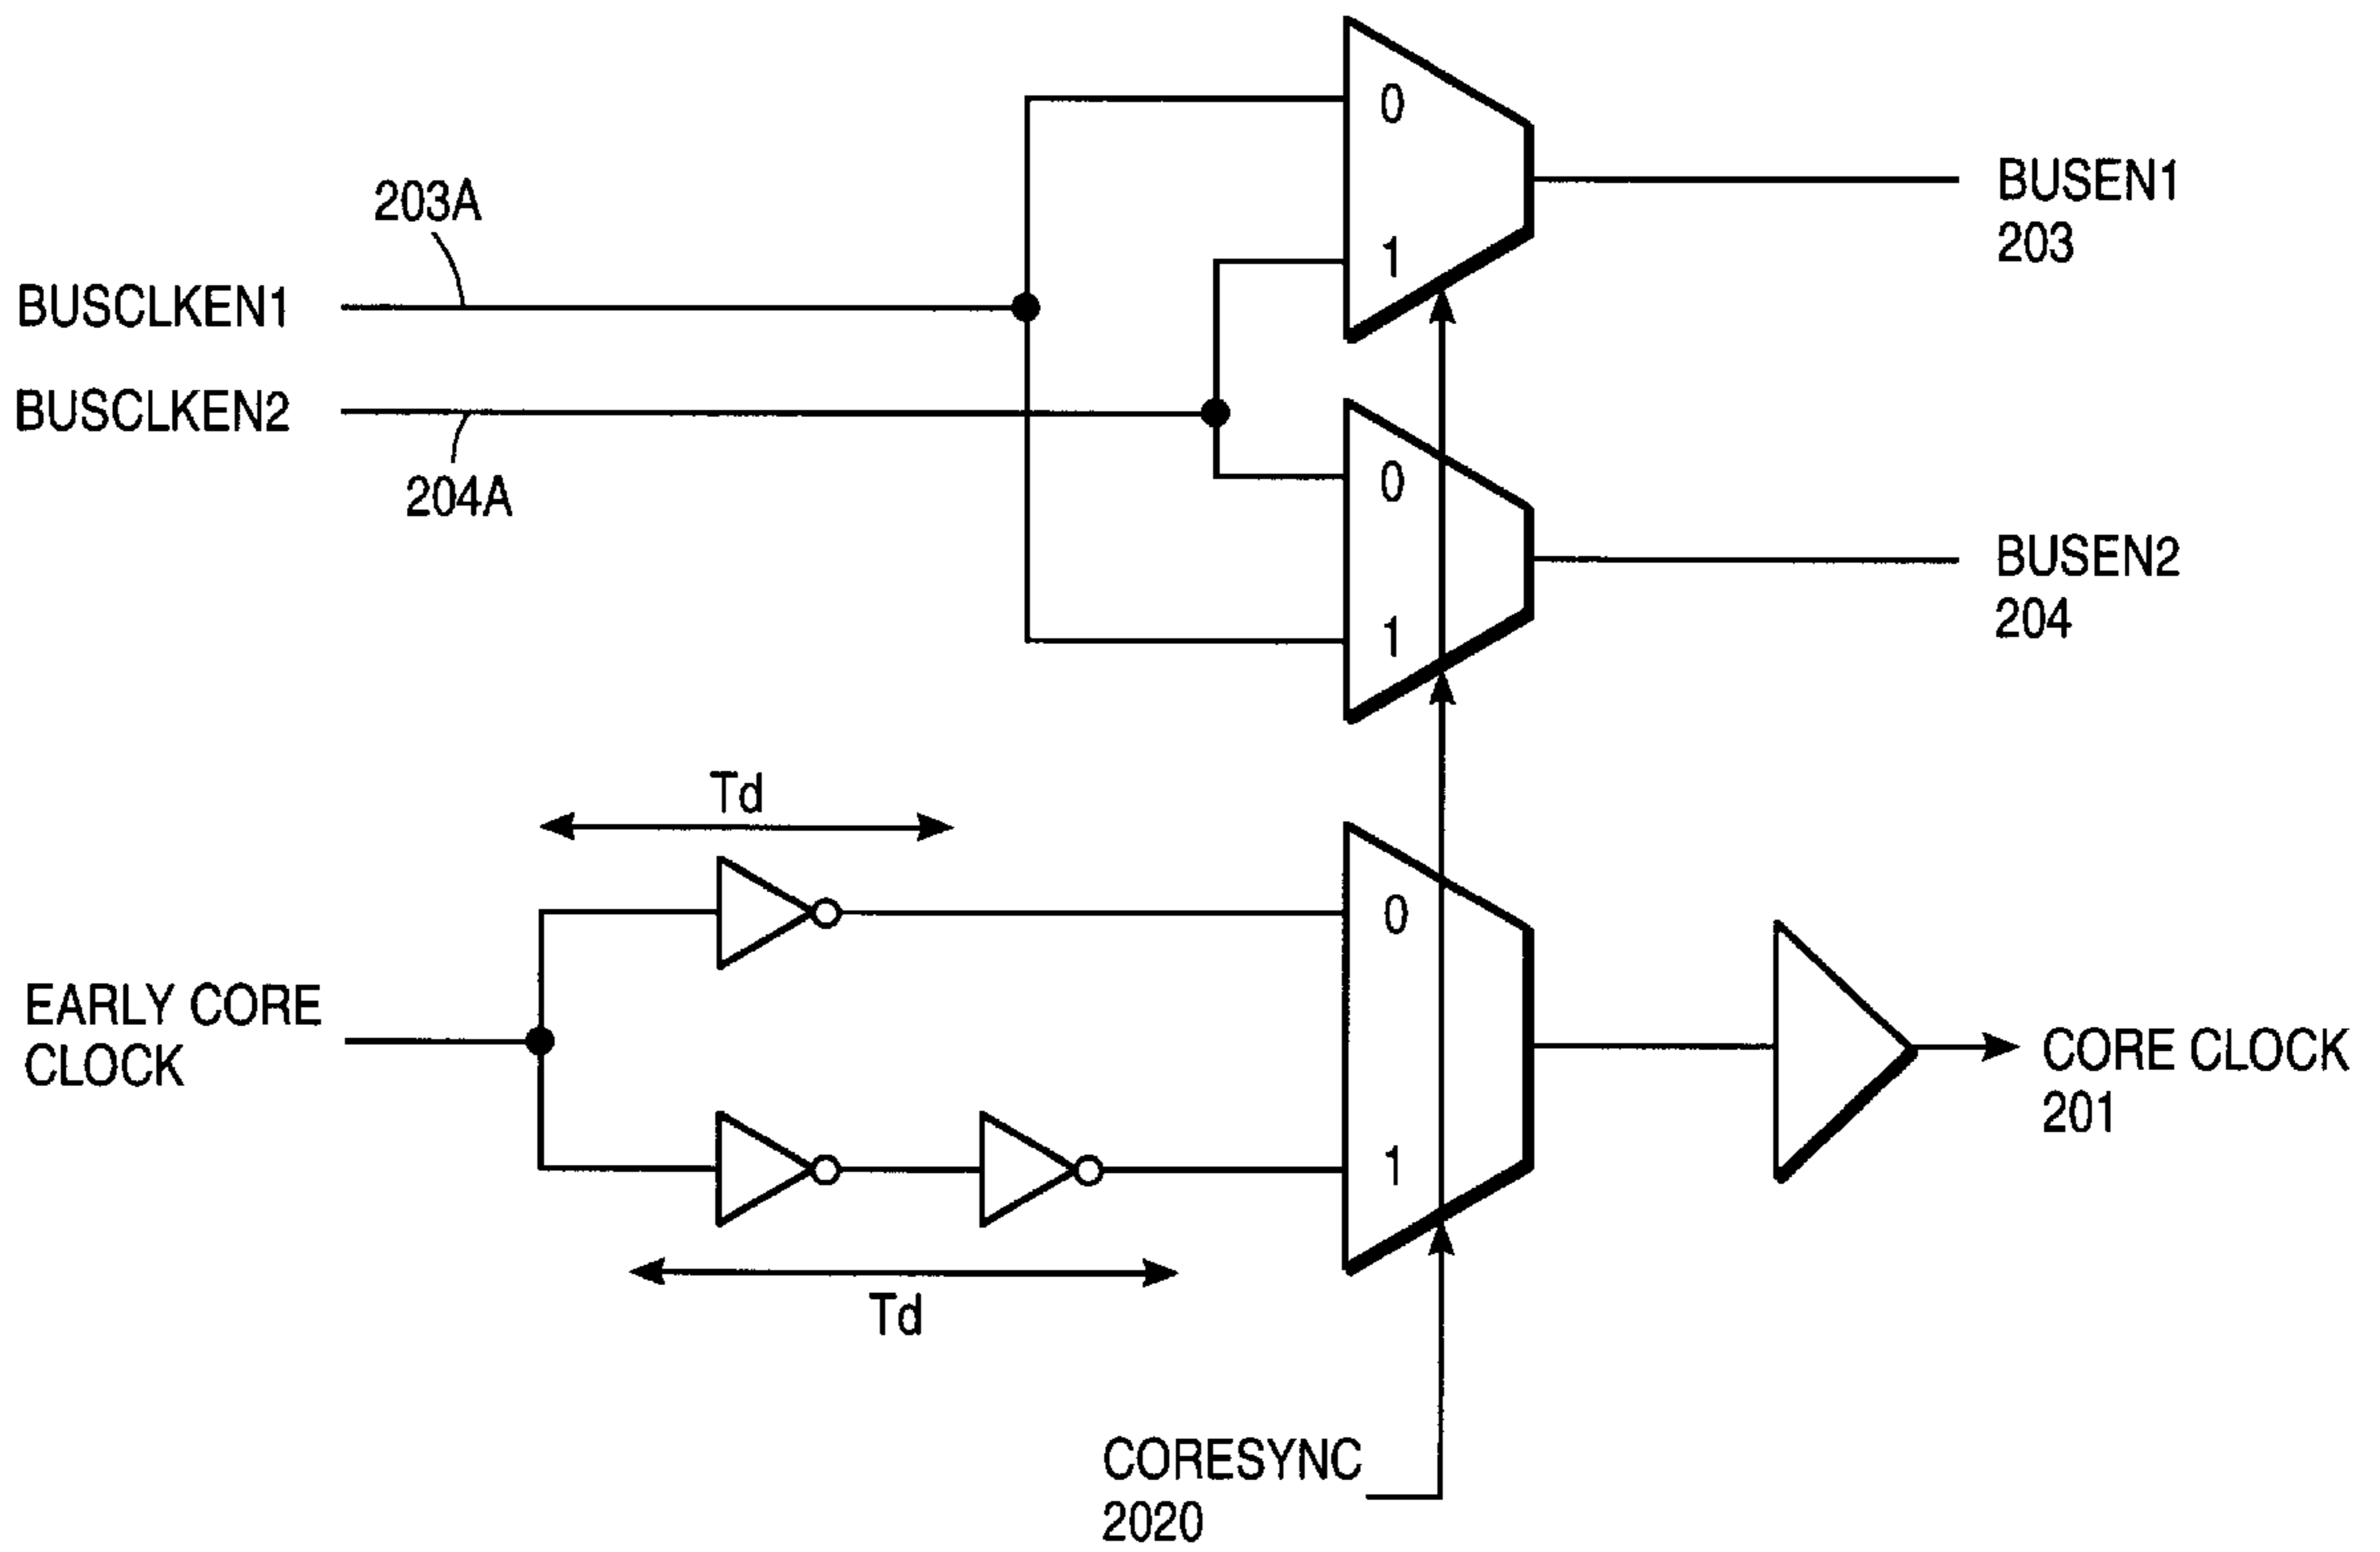 0
1
BUSEN1
203
203A
BUSCLKEN1
BUSCLKEN2
204A
0
1
BUSEN2
204
Td
0
EARLY CORE
CLOCK
1
CORE CLOCK
201
Td
CORESYNC
2020